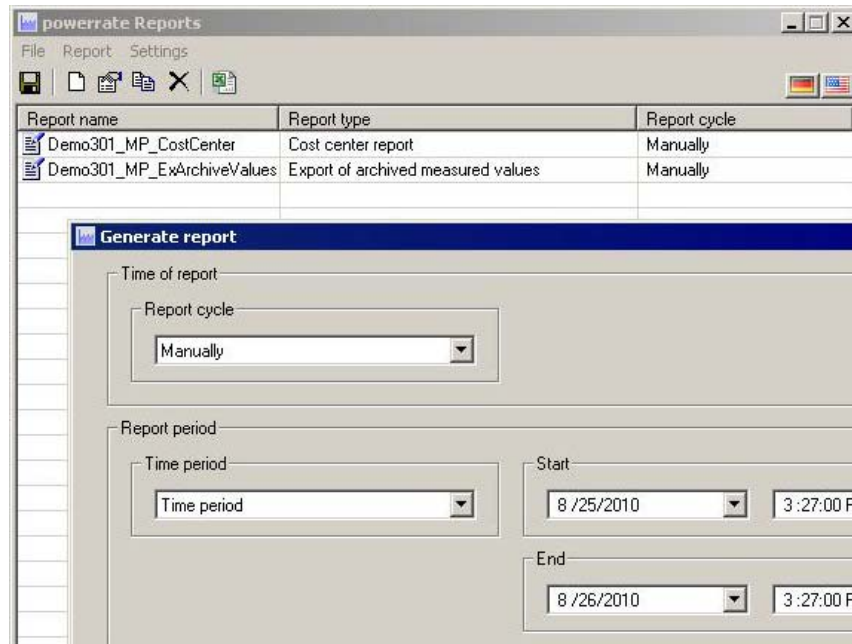 powerrate Reports
File Report Settings
Report name Report type Report cycle
Demo301_MP_CostCenter Cost center report Manually
Demo301_MP_ExArchiveValues Export of archived measured values Manually
Generate report
Time of report
Report cycle
Manually
Report period
Time period Start
Time period 8 /25/2010 3 :27:00 P
End
8 /26/2010 3 :27:00 P